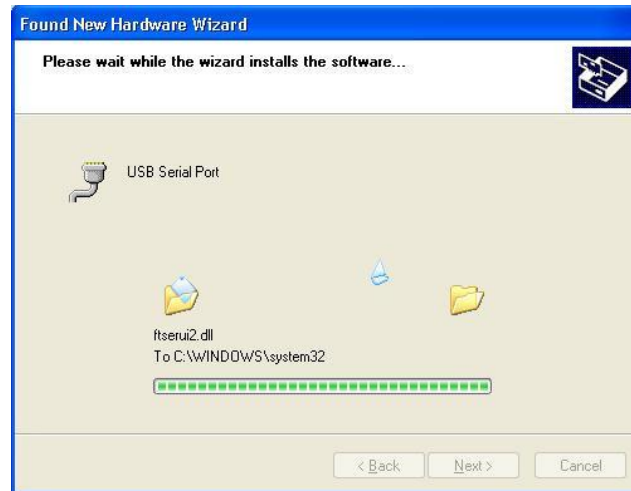 Found New Hardware Wizard
Please wait while the wizard installs the software...
USB Serial Port
ftserui2.dll
To C:\WINDOWS\system32
< Back
Next >
Cancel